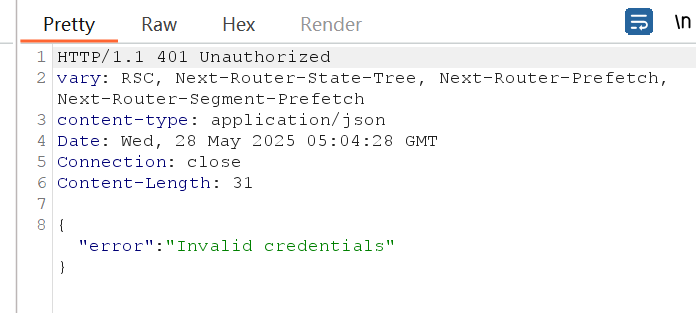 Pretty Raw Hex Render \n
1 HTTP/1.1 401 Unauthorized
2 vary: RSC, Next-Router-State-Tree, Next-Router-Prefetch,
Next-Router-Segment-Prefetch
3 content-type: application/json
4 Date: Wed, 28 May 2025 05:04:28 GMT
5 Connection: close
6 Content-Length: 31
7
8 {
"error":"Invalid credentials"
}